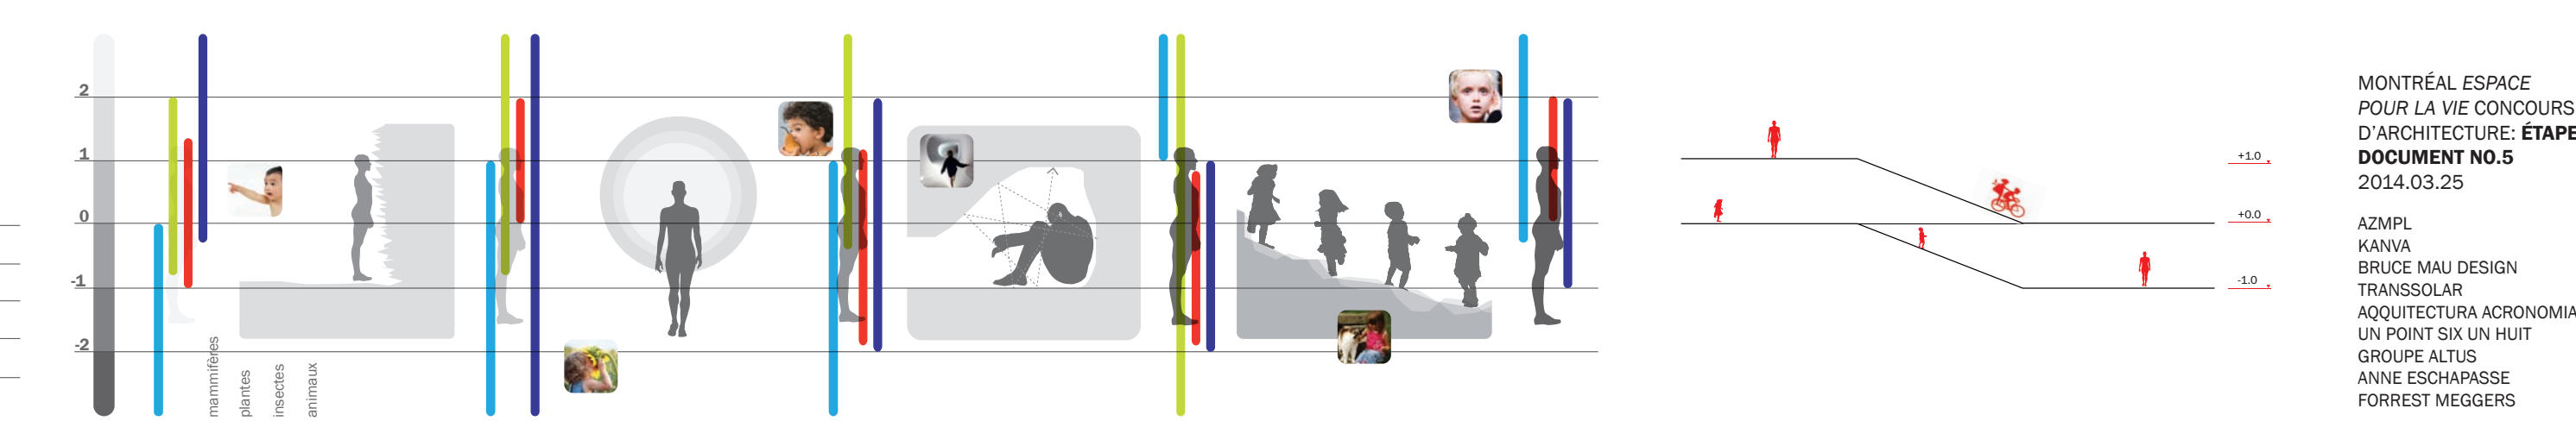 2
1
0
-1
-2
mammifères
plantes
insectes
animaux
+1.0
+0.0
-1.0
MONTRÉAL ESPACE
POUR LA VIE CONCOURS
D'ARCHITECTURE: ÉTAPE
DOCUMENT NO.5
2014.03.25
AZMPL
KANVA
BRUCE MAU DESIGN
TRANSSOLAR
AQQUITECTURA ACRONOMIA
UN POINT SIX UN HUIT
GROUPE ALTUS
ANNE ESCHAPASSE
FORREST MEGGERS